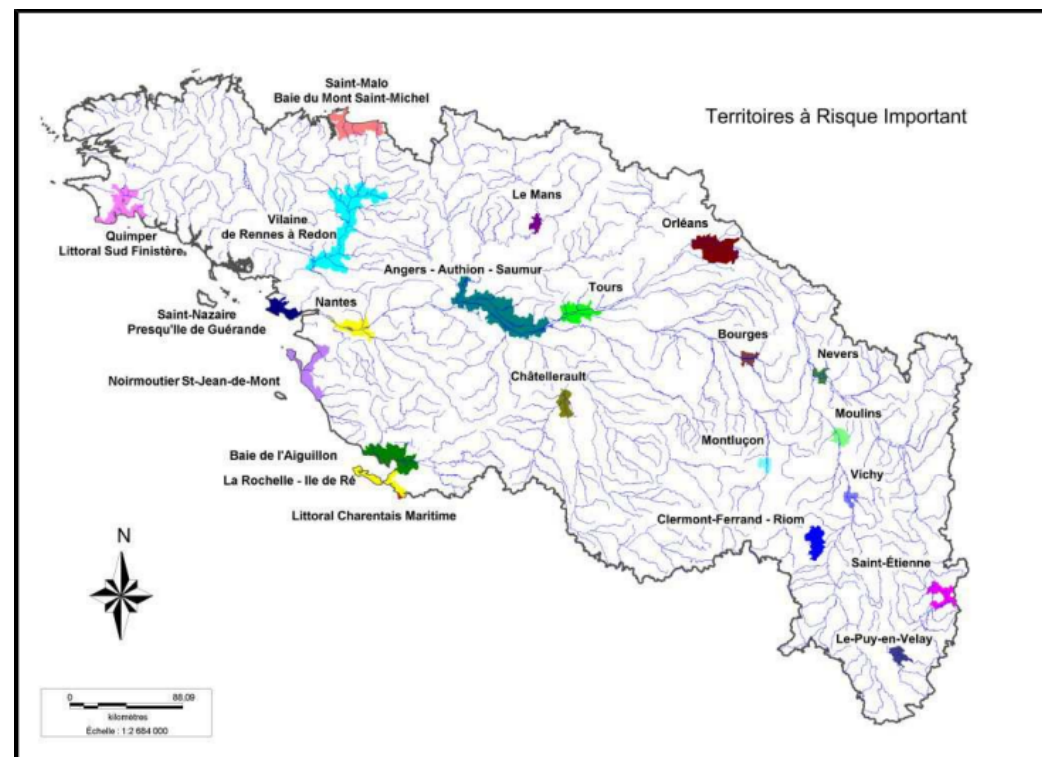 Saint-Malo
Baie du Mont Saint-Michel
Territoires à Risque Important
Le Mans
Vilaine
de Rennes à Redon
Orléans
Quimper
Littoral Sud Finistère
Angers - Authion - Saumur
Tours
Nantes
Saint-Nazaire
Presqu'Ile de Guérande
Bourges
Nevers
Noirmoutier St-Jean-de-Mont
Châtellerault
Moulins
Montluçon
Baie de l'Aiguillon
Vichy
La Rochelle - Ile de Ré
Littoral Charentais Maritime
Clermont-Ferrand - Riom
N
Saint-Étienne
Le-Puy-en-Velay
0 88,09
kilomètres
Échelle : 1:2 684 000